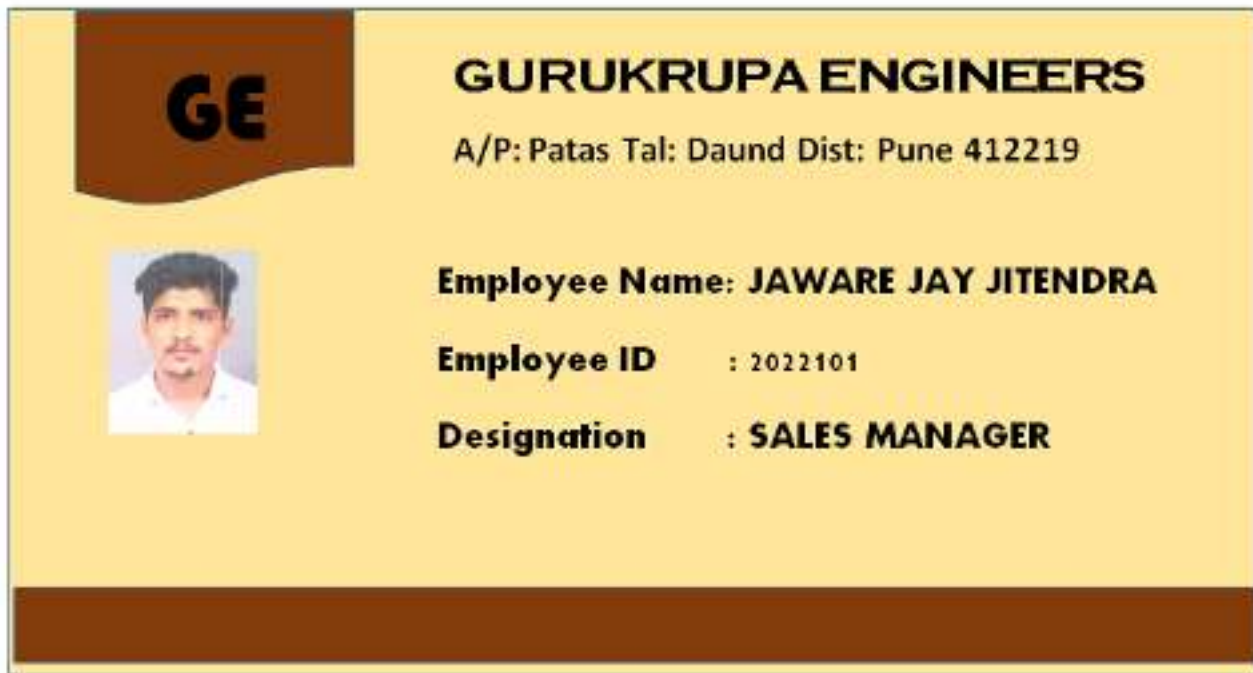 GE
GURUKRUPA ENGINEERS
A/P: Patas Tal: Daund Dist: Pune 412219
Employee Name: JAWARE JAY JITENDRA
Employee ID : 2022101
Designation : SALES MANAGER